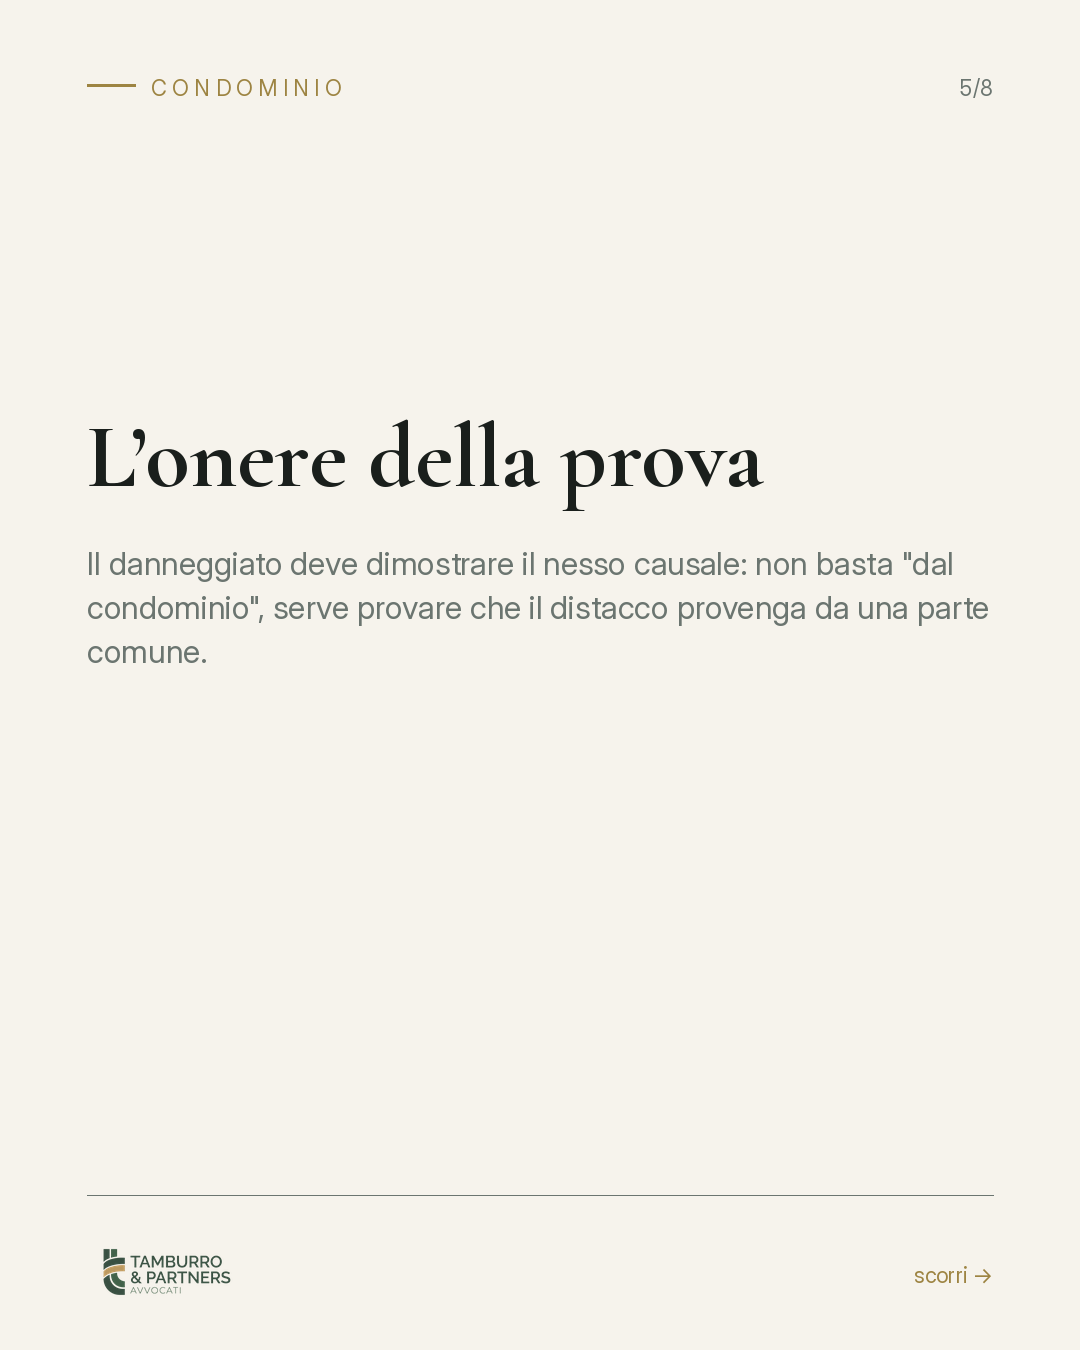 CONDOMINIO
5/8
L’onere della prova
Il danneggiato deve dimostrare il nesso causale: non basta "dal
condominio", serve provare che il distacco provenga da una parte
comune.
TAMBURRO
& PARTNERS
AVVOCATI
scorri →